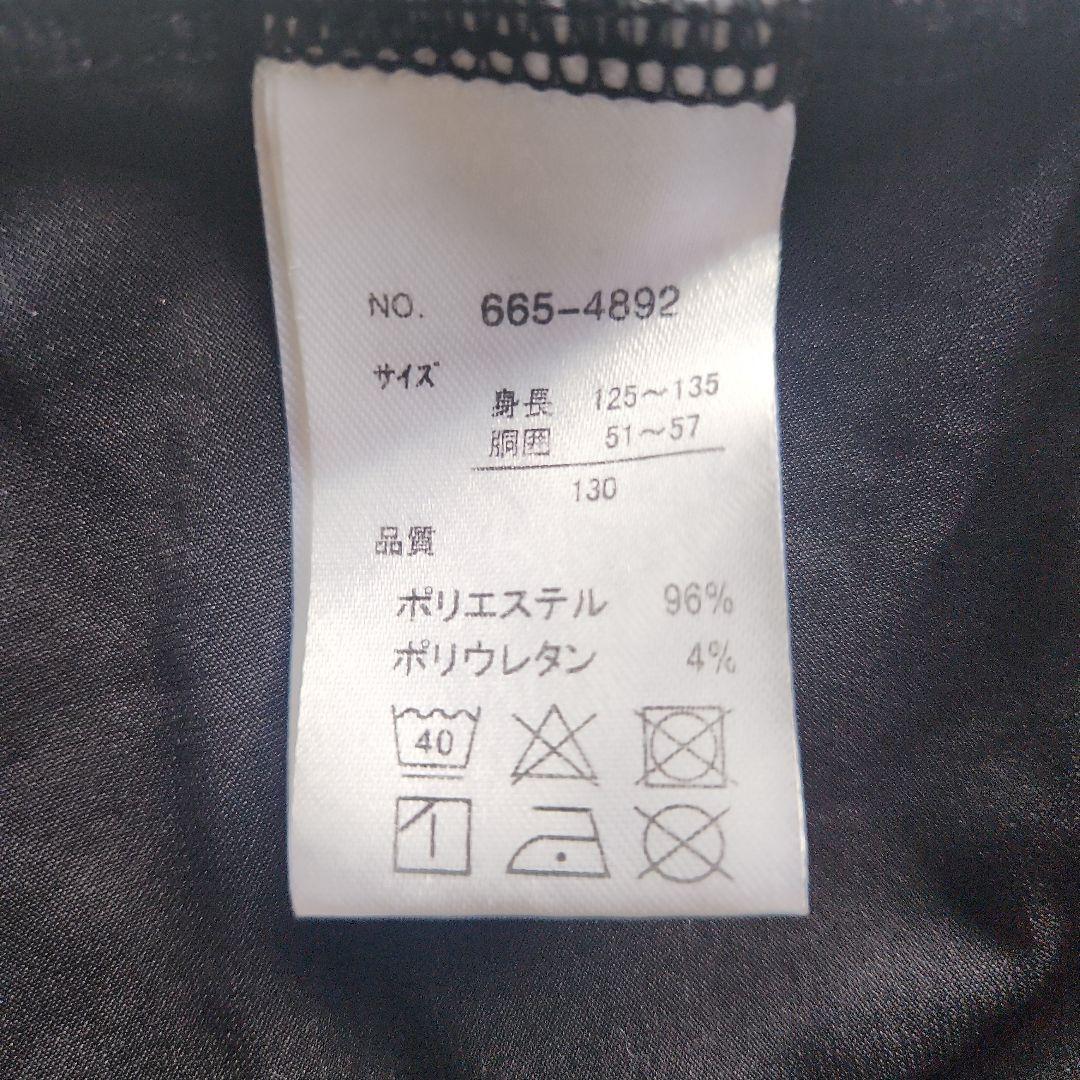 NO. 665-4892
サイズ
身長 125～135
胴囲 51～57
130
品質
ポリエステル 96%
ポリウレタン 4%
40